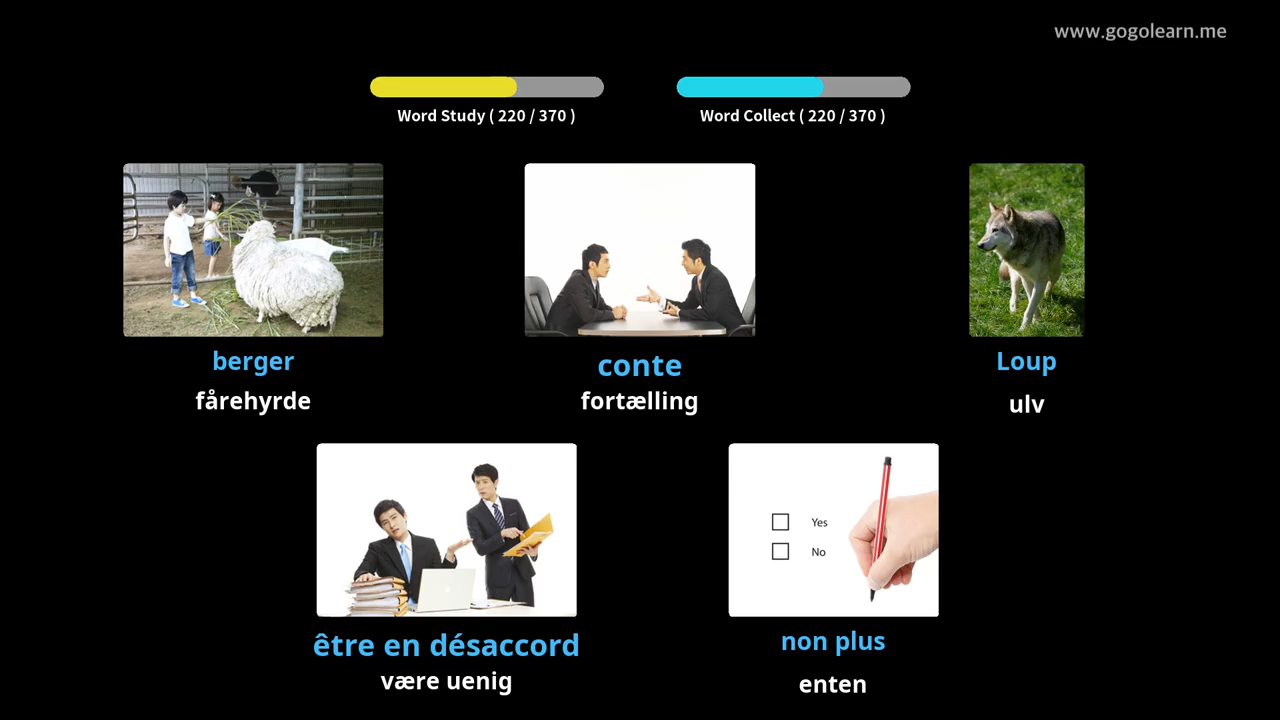 www.gogolearn.me
Word Study ( 220 / 370 )
Word Collect ( 220 / 370 )
berger
fårehyrde
conte
fortælling
Loup
ulv
Yes
No
être en désaccord
være uenig
non plus
enten